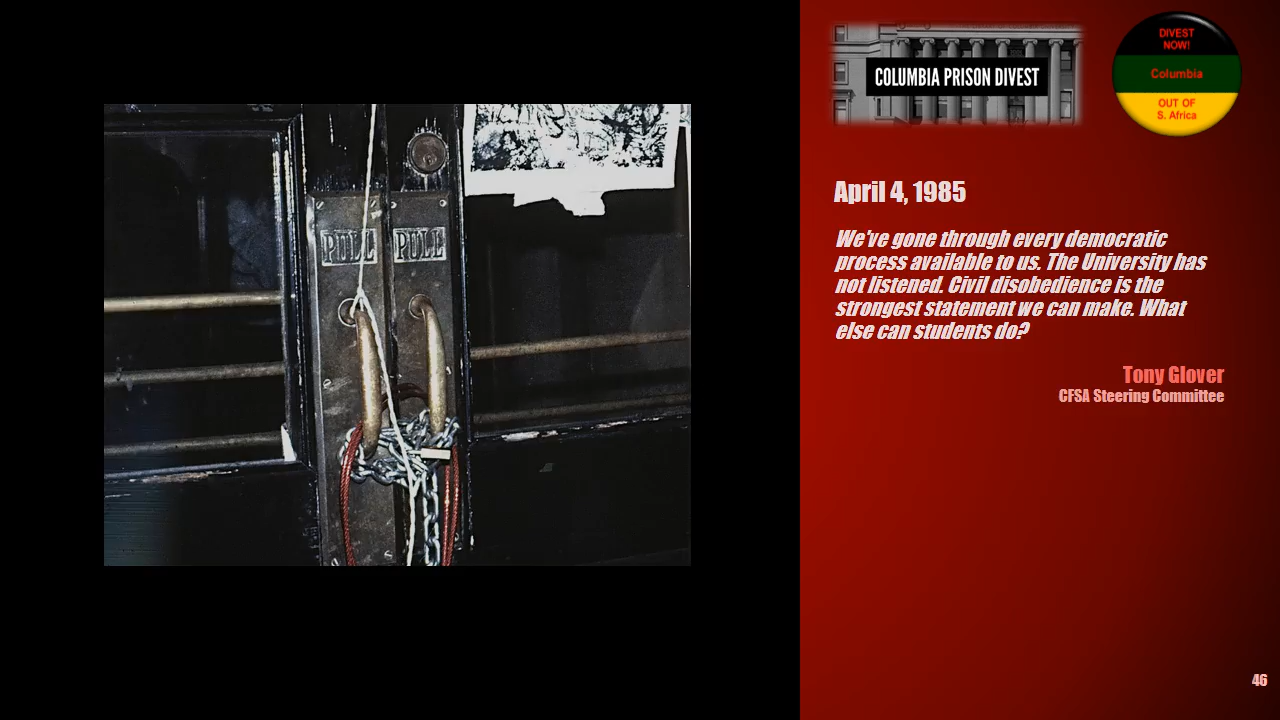 PULL PULL
COLUMBIA PRISON DIVEST
DIVEST
NOW!
Columbia
OUT OF
S. Africa
April 4, 1985
We've gone through every democratic
process available to us. The University has
not listened. Civil disobedience is the
strongest statement we can make. What
else can students do?
Tony Glover
CFSA Steering Committee
46